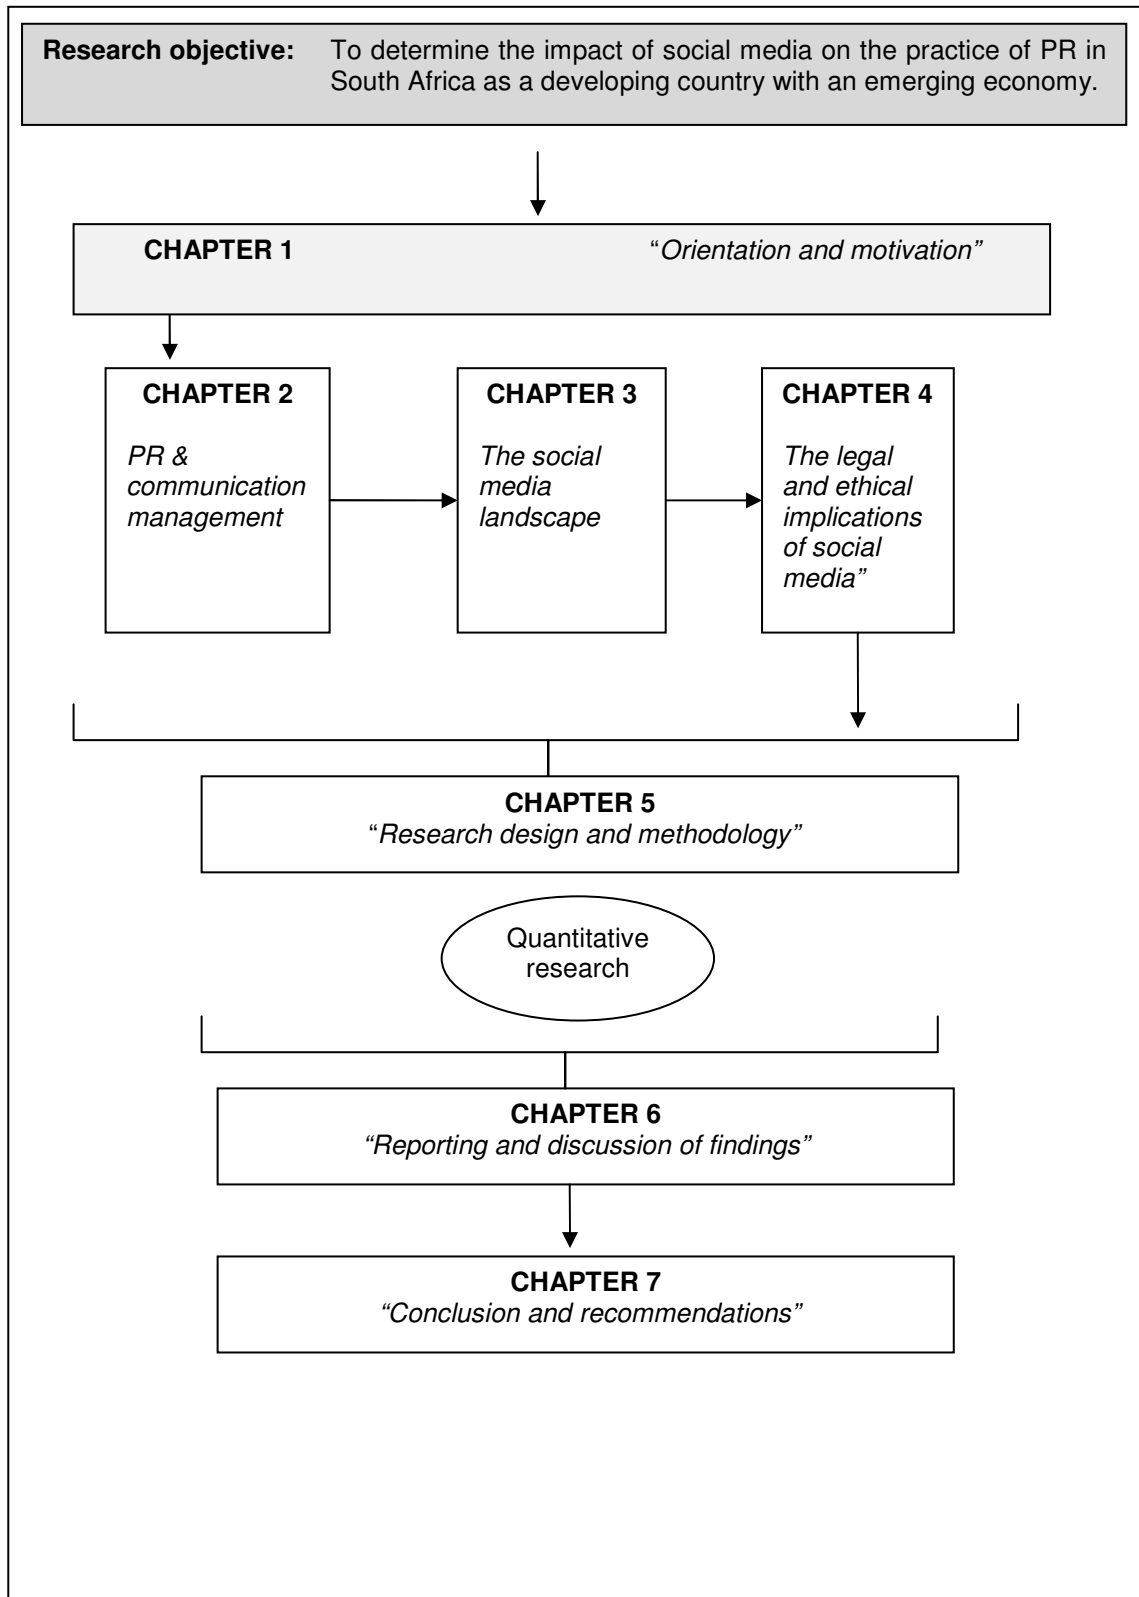 Research objective: To determine the impact of social media on the practice of PR in
South Africa as a developing country with an emerging economy.
CHAPTER 1 “Orientation and motivation”
CHAPTER 2
PR &
communication
management
CHAPTER 3
The social
media
landscape
CHAPTER 4
The legal
and ethical
implications
of social
media”
CHAPTER 5
“Research design and methodology”
Quantitative
research
CHAPTER 6
“Reporting and discussion of findings”
CHAPTER 7
“Conclusion and recommendations”